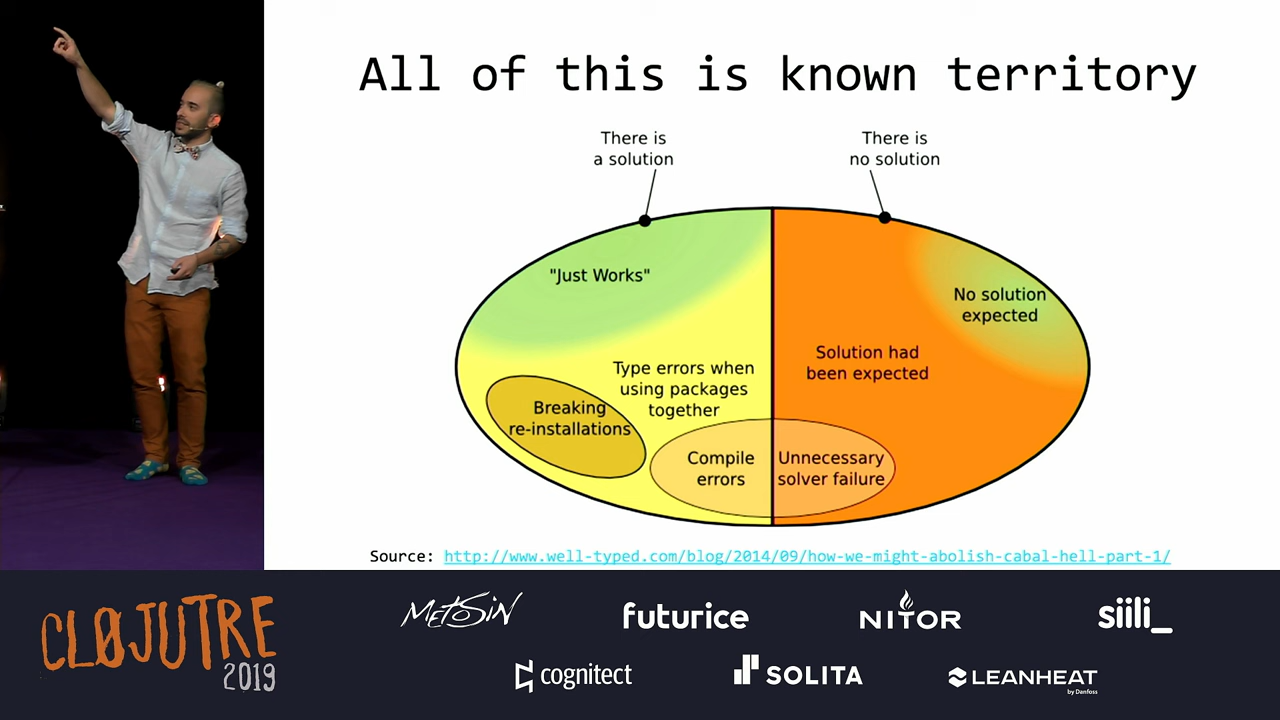 All of this is known territory
There is
a solution
There is
no solution
"Just Works"
No solution
expected
Solution had
been expected
Type errors when
using packages
together
Breaking
re-installations
Compile
errors
Unnecessary
solver failure
Source: http://www.well-typed.com/blog/2014/09/how-we-might-abolish-cabal-hell-part-1/
CLØJUTRE
2019
METOSIN
futurice
NITOR
siili_
cognitect
SOLITA
LEANHEAT
by Danfoss